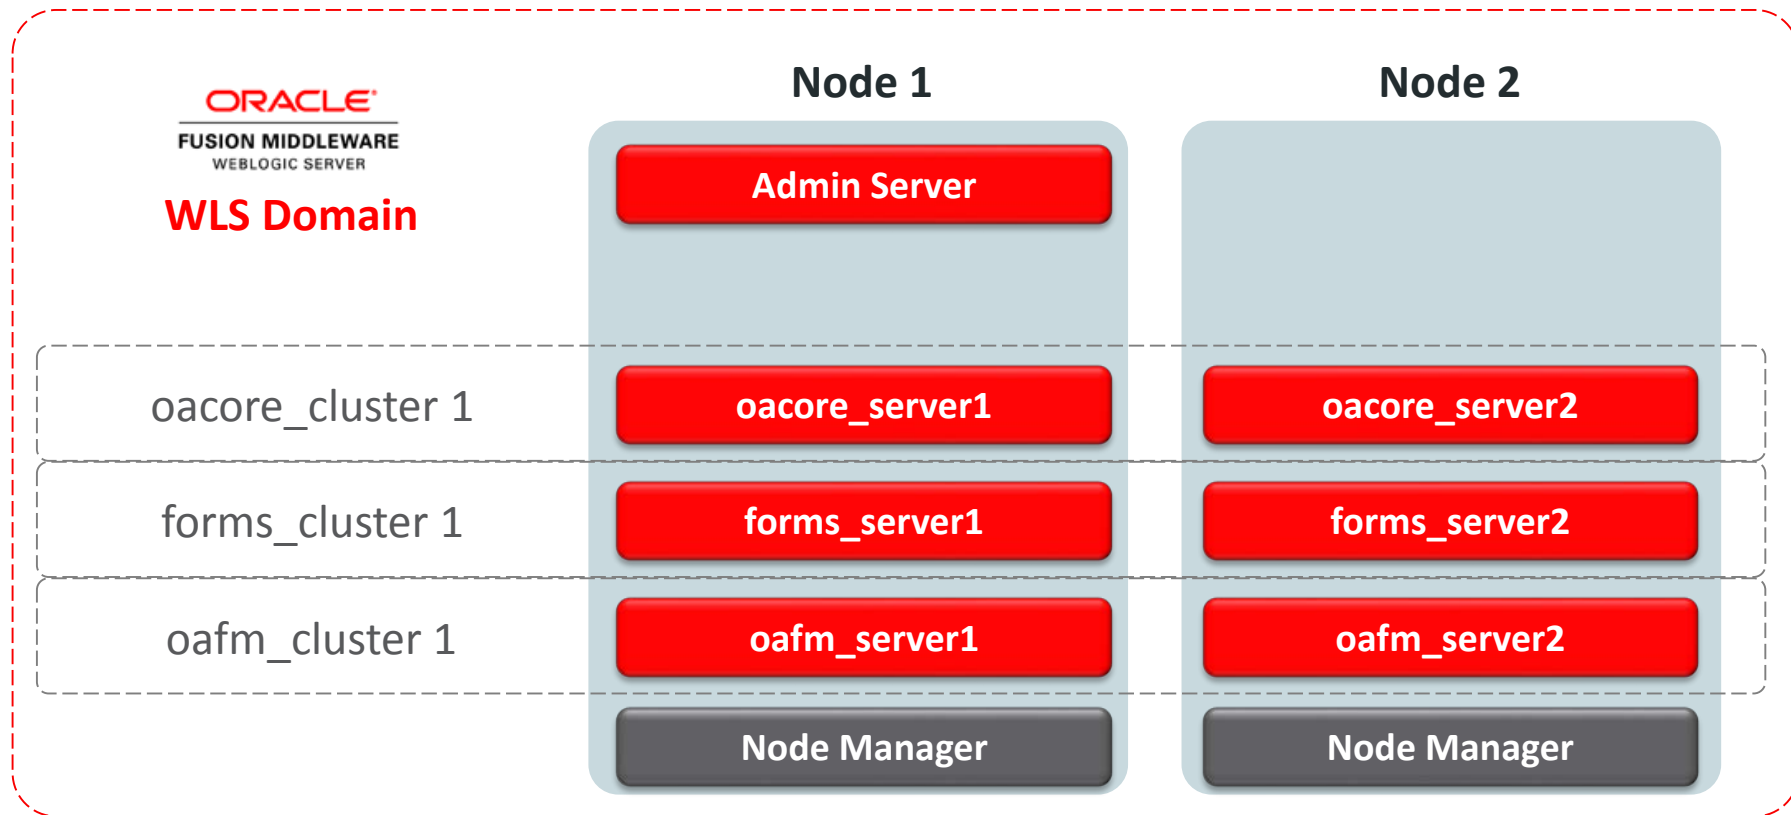 Node 1
Node 2
ORACLE®
FUSION MIDDLEWARE
WEBLOGIC SERVER
WLS Domain
Admin Server
oacore_cluster 1
oacore_server1
oacore_server2
forms_cluster 1
forms_server1
forms_server2
oafm_cluster 1
oafm_server1
oafm_server2
Node Manager
Node Manager